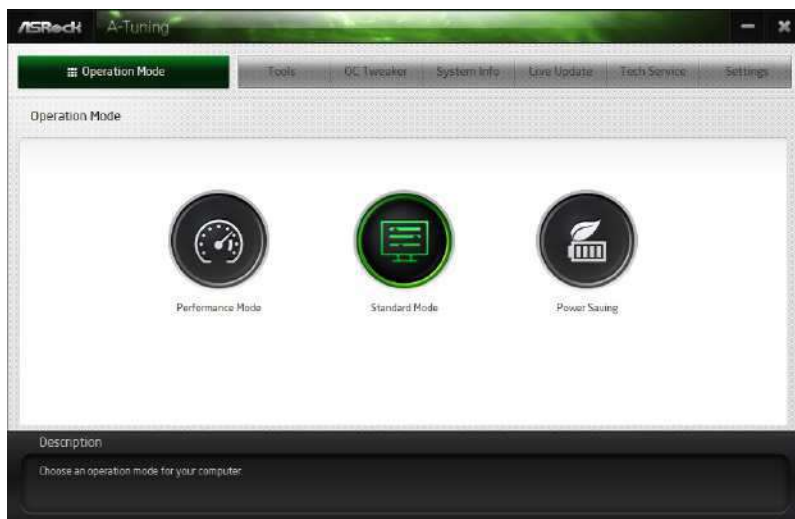 ASRock A-Tuning
Operation Mode Tools OC Tweaker System Info Live Update Tech Service Settings
Operation Mode
Performance Mode Standard Mode Power Saving
Description
Choose an operation mode for your computer.